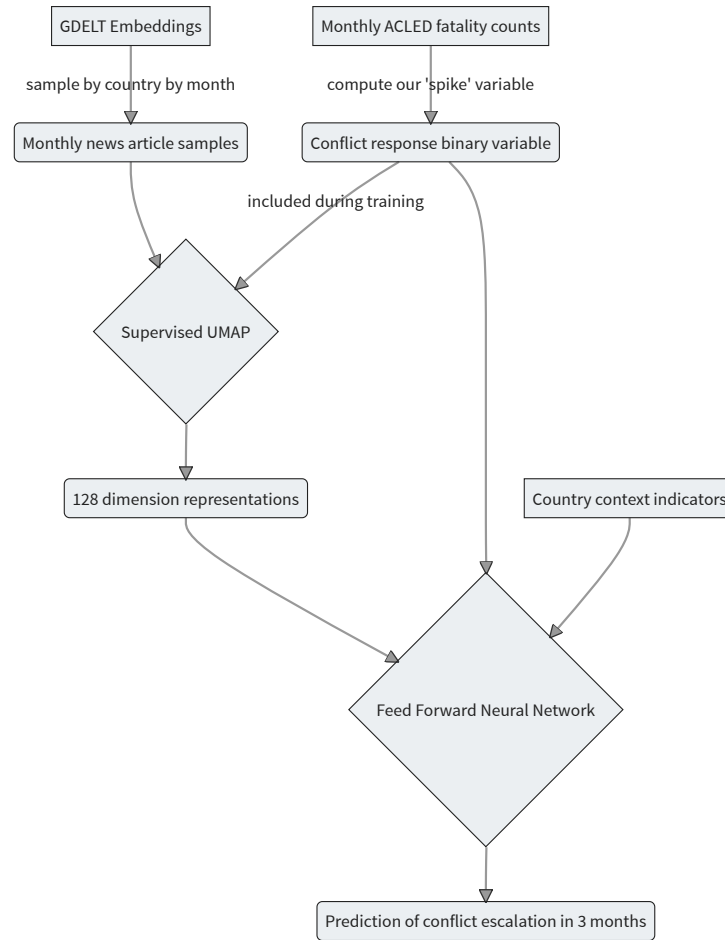 GDELT Embeddings
Monthly ACLED fatality counts
sample by country by month
compute our 'spike' variable
Monthly news article samples
Conflict response binary variable
included during training
Supervised UMAP
128 dimension representations
Country context indicators
Feed Forward Neural Network
Prediction of conflict escalation in 3 months